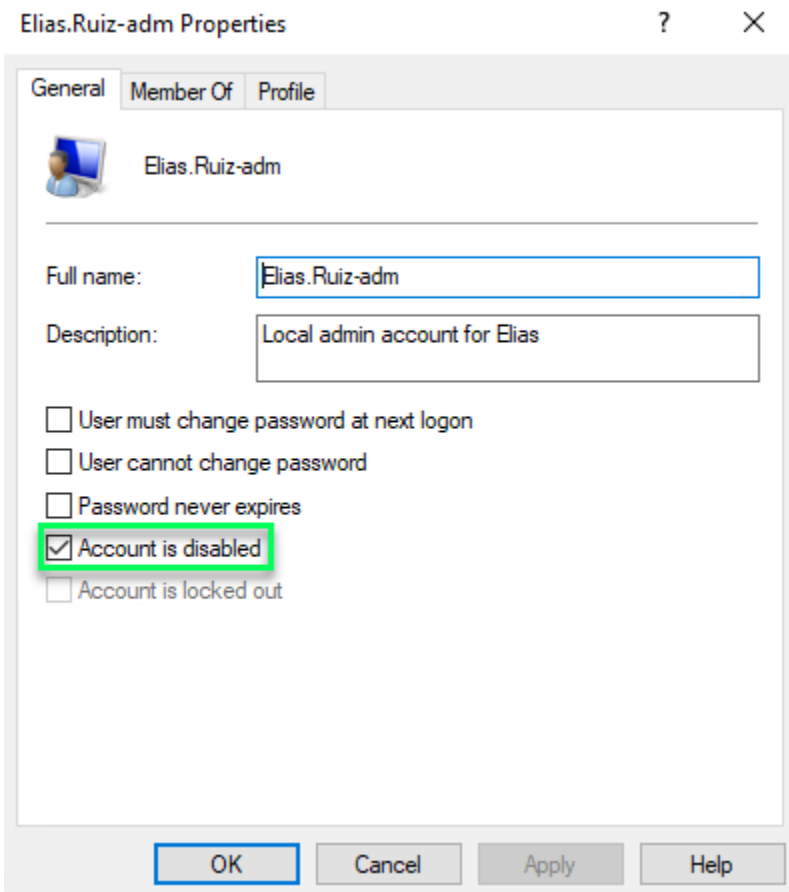 Elias.Ruiz-adm Properties ? ✕
General Member Of Profile
Elias.Ruiz-adm
Full name: Elias.Ruiz-adm
Description: Local admin account for Elias
User must change password at next logon
User cannot change password
Password never expires
Account is disabled
Account is locked out
OK Cancel Apply Help